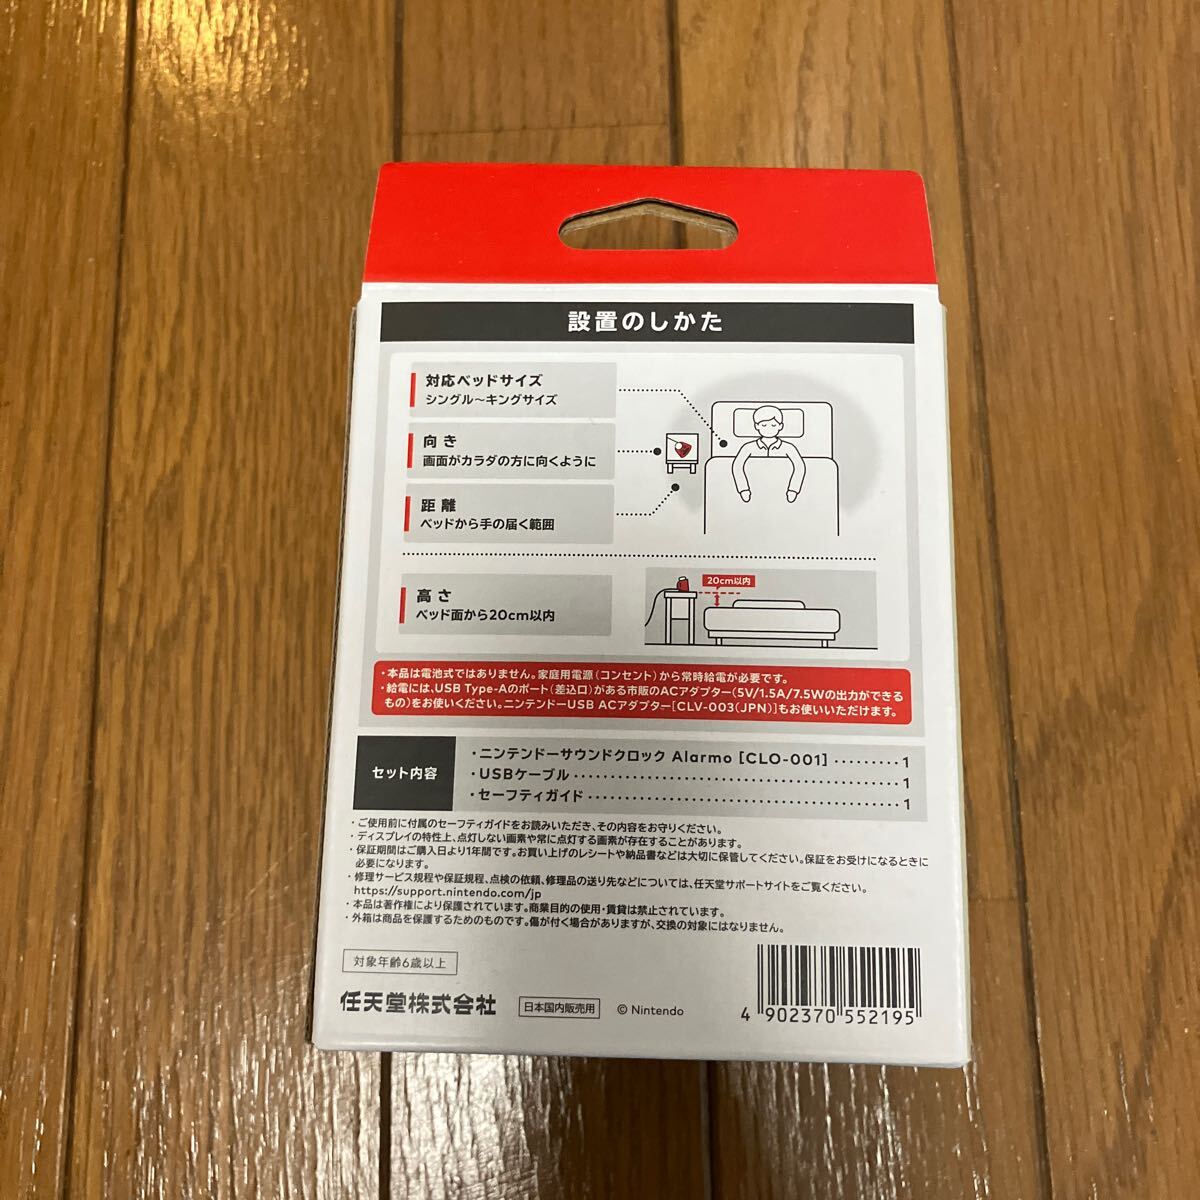 設置のしかた
対応ベッドサイズ
シングル～キングサイズ
向き
画面がカラダの方に向くように
距離
ベッドから手の届く範囲
高さ
ベッド面から20cm以内
20cm以内
・本品は電池式ではありません。家庭用電源（コンセント）から常時給電が必要です。
・給電には、USB Type-Aのポート（差込口）がある市販のACアダプター（5V/1.5A/7.5Wの出力ができる
もの）をお使いください。ニンテンドーUSB ACアダプター［CLV-003（JPN）］もお使いいただけます。
セット内容
・ニンテンドーサウンドクロック Alarmo [CLO-001] ………1
・USBケーブル………1
・セーフティガイド………1
・ご使用前に付属のセーフティガイドをお読みいただき、その内容をお守りください。
・ディスプレイの特性上、点灯しない画素や常に点灯する画素が存在することがあります。
・保証期間はご購入日より1年間です。お買い上げのレシートや納品書などは大切に保管してください。保証をお受けになるときに
必要になります。
・修理サービス規程や保証規程、点検の依頼、修理品の送り先などについては、任天堂サポートサイトをご覧ください。
https://support.nintendo.com/jp
・本品は著作権により保護されています。商業目的の使用・賃貸は禁止されています。
・外箱は商品を保護するためのものです。傷が付く場合がありますが、交換の対象にはなりません。
対象年齢6歳以上
任天堂株式会社
日本国内販売用
© Nintendo
4 902370 552195